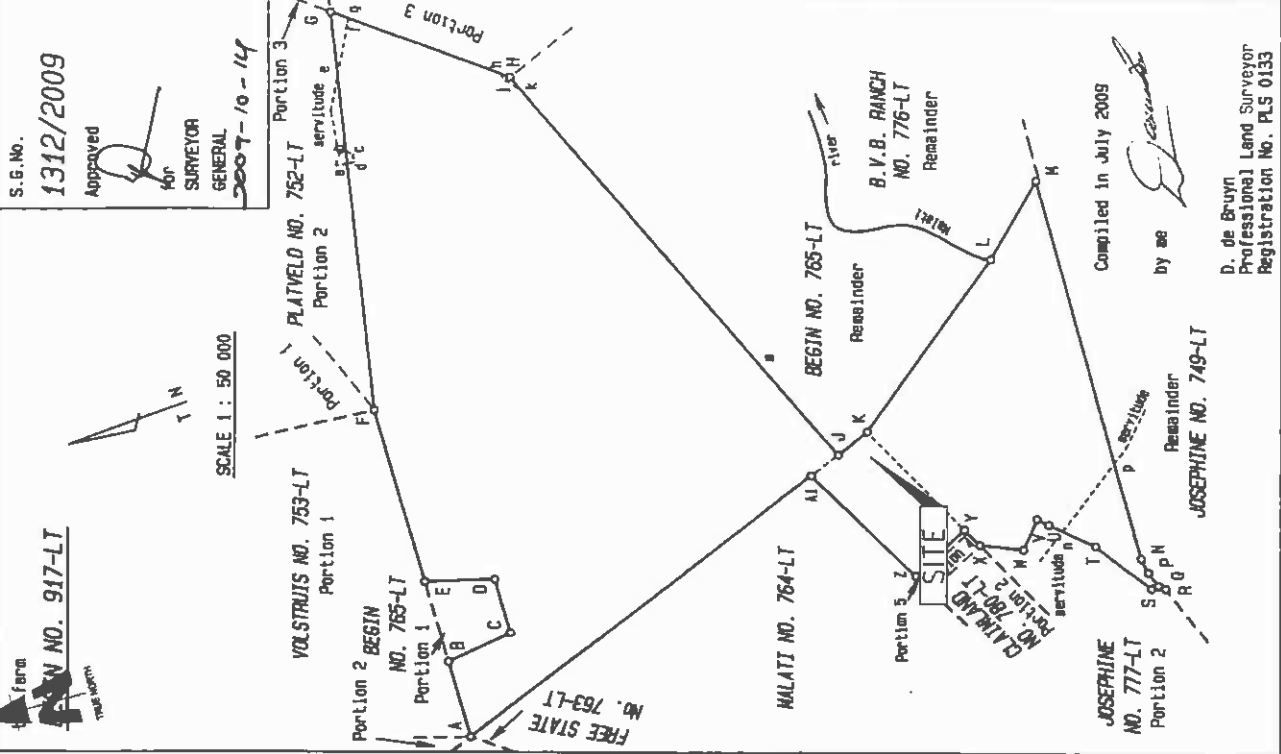 S.G.No.
1312/2009
Approved
for
SURVEYOR
GENERAL
2009-10-14
farm
NO. 917-LT
TRUE NORTH
T N
SCALE 1 : 50 000
VOLSTRUIS NO. 753-LT
Portion 1
Portion 1
PLATVELD NO. 752-LT
Portion 2
Portion 3
servitude
Portion 3
Portion 2
BEGIN
NO. 765-LT
Portion 1
FREE STATE
No. 763-LT
A
B
C
D
E
F
G
H
J
K
L
M
N
P
Q
R
S
T
U
V
W
X
Y
Z
A1
a
b
c
d
e
f
g
h
j
k
m
n
p
BEGIN NO. 765-LT
Remainder
Malati
river
B.V.B. RANCH
NO. 776-LT
Remainder
MALATI NO. 764-LT
Portion 5
SITE
CLAIMLAND
NO. 780-LT
Portion 2
servitude
servitude
JOSEPHINE
NO. 777-LT
Portion 2
Remainder
JOSEPHINE NO. 749-LT
Compiled in July 2009
by me
D. de Bruyn
Professional Land Surveyor
Registration No. PLS 0133